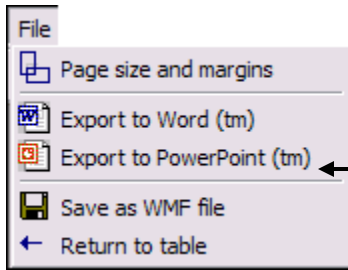 File
Page size and margins
Export to Word (tm)
Export to PowerPoint (tm)
Save as WMF file
Return to table